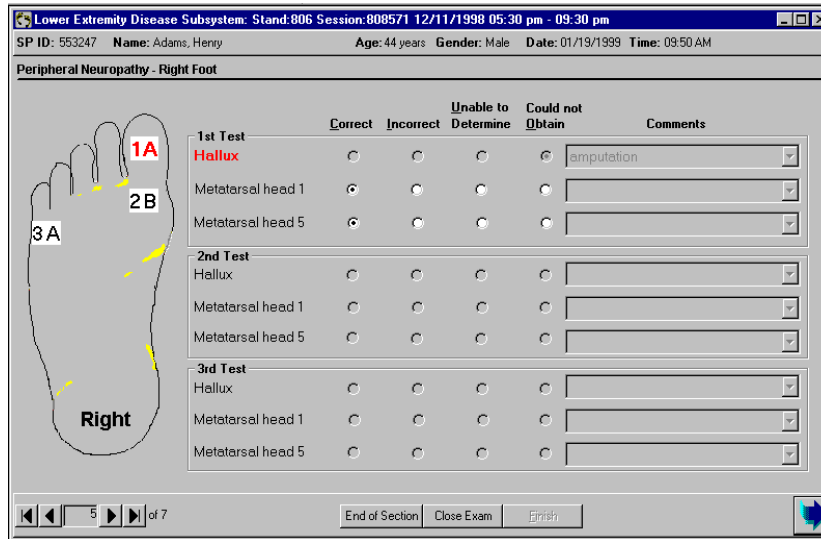 Lower Extremity Disease Subsystem: Stand:806 Session:808571 12/11/1998 05:30 pm - 09:30 pm
SP ID: 553247 Name: Adams, Henry Age: 44 years Gender: Male Date: 01/19/1999 Time: 09:50 AM
Peripheral Neuropathy - Right Foot
Correct Incorrect Unable to Determine Could not Obtain Comments
1st Test
1A
Hallux amputation
2B
Metatarsal head 1
3A
Metatarsal head 5
2nd Test
Hallux
Metatarsal head 1
Metatarsal head 5
3rd Test
Hallux
Right
Metatarsal head 1
Metatarsal head 5
5 of 7 End of Section Close Exam Finish